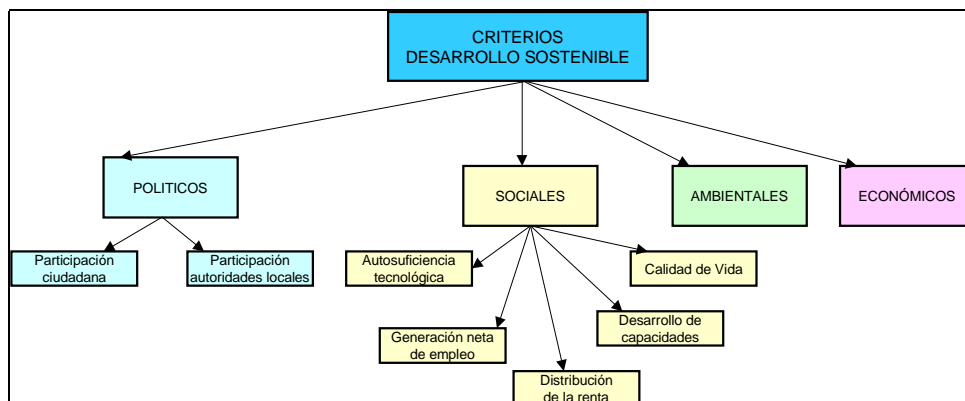 CRITERIOS
DESARROLLO SOSTENIBLE
POLITICOS
SOCIALES
AMBIENTALES
ECONÓMICOS
Participación
ciudadana
Participación
autoridades locales
Autosuficiencia
tecnológica
Calidad de Vida
Generación neta
de empleo
Desarrollo de
capacidades
Distribución
de la renta